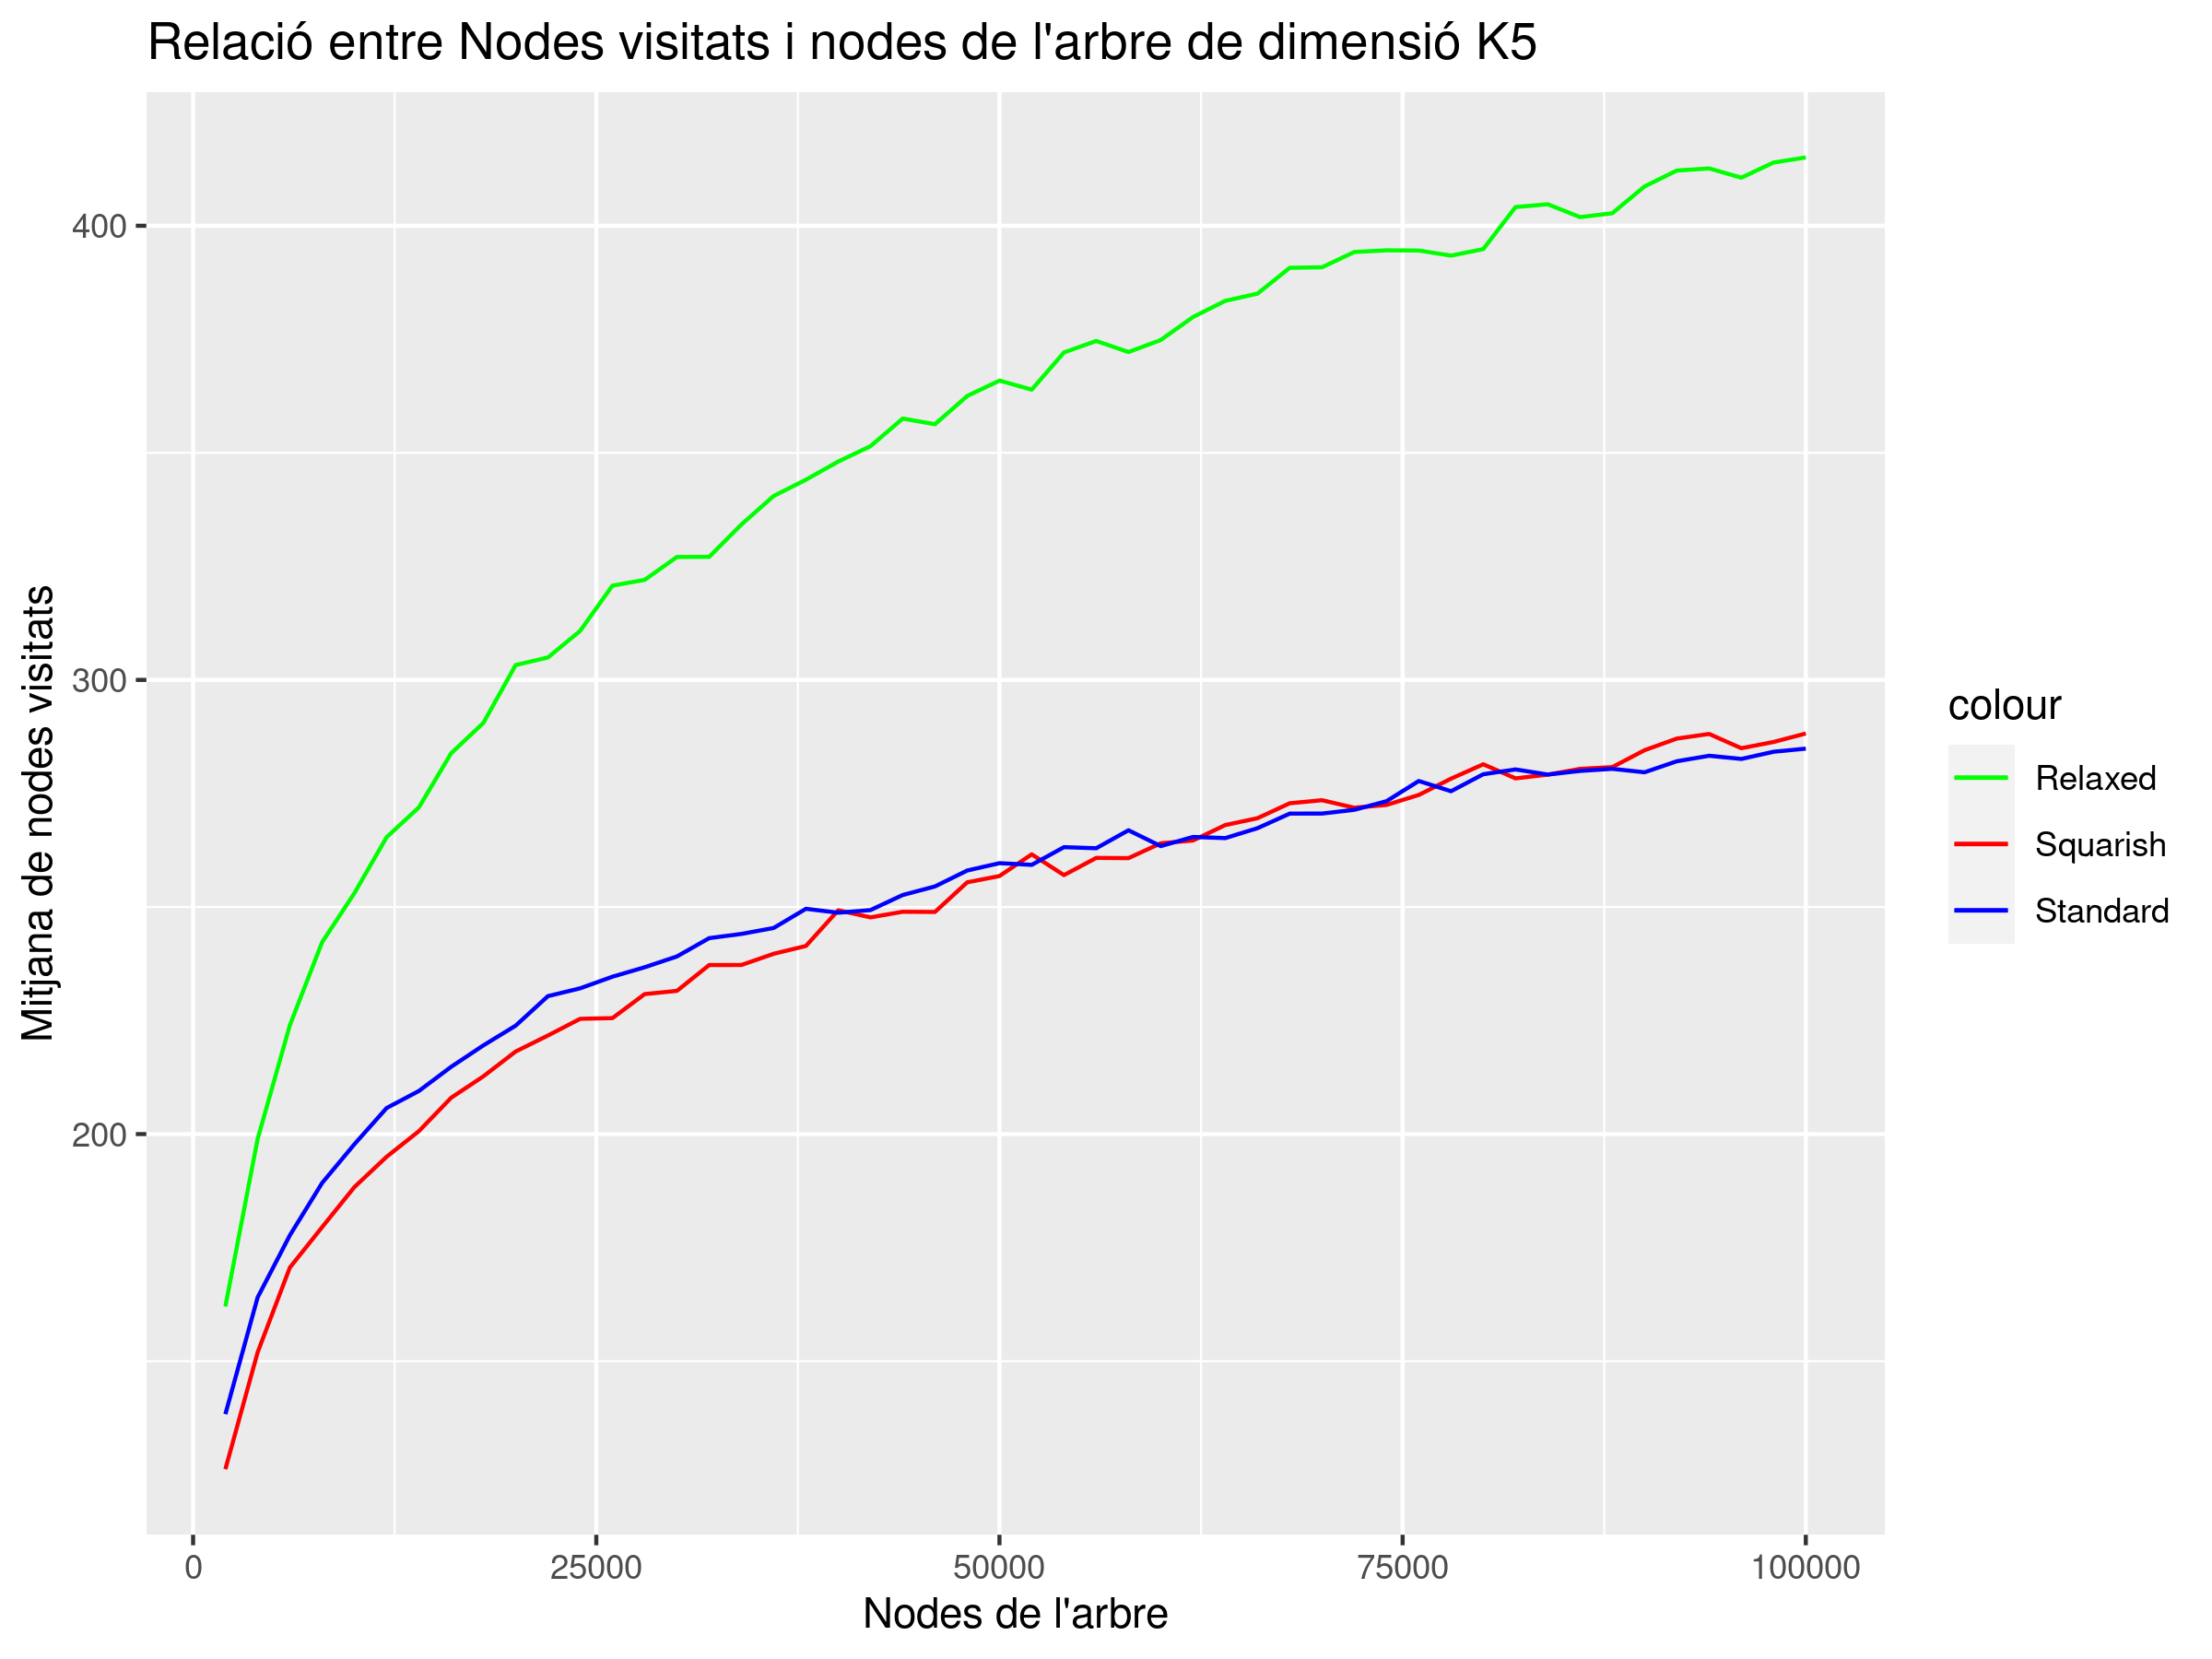 Relació entre Nodes visitats i nodes de l'arbre de dimensió K5
Mitjana de nodes visitats
400
300
200
0
25000
50000
75000
100000
Nodes de l'arbre
colour
Relaxed
Squarish
Standard